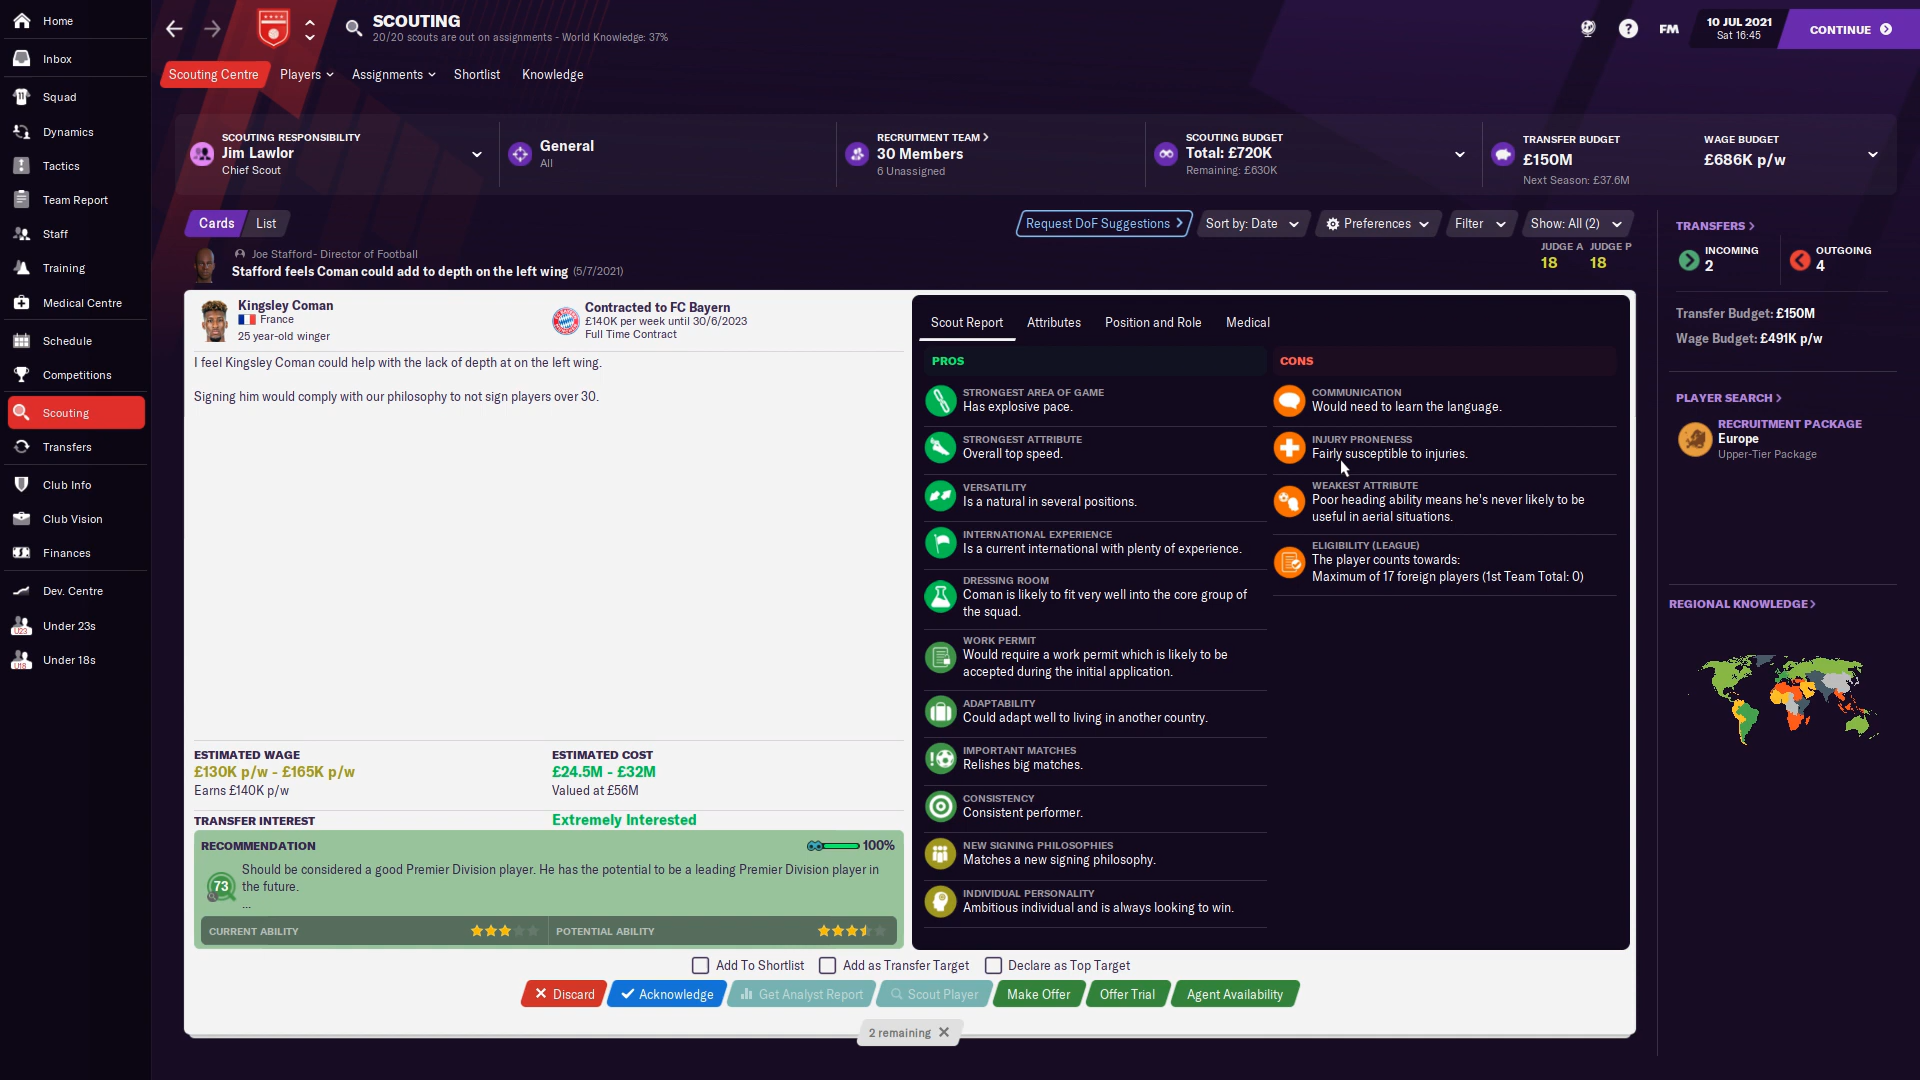 Home
Inbox
Squad
Dynamics
Tactics
Team Report
Staff
Training
Medical Centre
Schedule
Competitions
Scouting
Transfers
Club Info
Club Vision
Finances
Dev. Centre
Under 23s
Under 18s
SCOUTING
20/20 scouts are out on assignments - World Knowledge: 37%
FM
10 JUL 2021
Sat 16:45
CONTINUE
Scouting Centre
Players
Assignments
Shortlist
Knowledge
SCOUTING RESPONSIBILITY
Jim Lawlor
Chief Scout
General
All
RECRUITMENT TEAM >
30 Members
6 Unassigned
SCOUTING BUDGET
Total: £720K
Remaining: £630K
TRANSFER BUDGET
£150M
Next Season: £37.6M
WAGE BUDGET
£686K p/w
Cards
List
Request DoF Suggestions >
Sort by: Date
Preferences
Filter
Show: All (2)
Joe Stafford- Director of Football
Stafford feels Coman could add to depth on the left wing (5/7/2021)
JUDGE A
18
JUDGE P
18
Kingsley Coman
France
25 year-old winger
Contracted to FC Bayern
£140K per week until 30/6/2023
Full Time Contract
I feel Kingsley Coman could help with the lack of depth at on the left wing.
Signing him would comply with our philosophy to not sign players over 30.
ESTIMATED WAGE
£130K p/w - £165K p/w
Earns £140K p/w
ESTIMATED COST
£24.5M - £32M
Valued at £56M
TRANSFER INTEREST
Extremely Interested
RECOMMENDATION
100%
73
Should be considered a good Premier Division player. He has the potential to be a leading Premier Division player in
the future.
...
CURRENT ABILITY
POTENTIAL ABILITY
Scout Report
Attributes
Position and Role
Medical
PROS
STRONGEST AREA OF GAME
Has explosive pace.
STRONGEST ATTRIBUTE
Overall top speed.
VERSATILITY
Is a natural in several positions.
INTERNATIONAL EXPERIENCE
Is a current international with plenty of experience.
DRESSING ROOM
Coman is likely to fit very well into the core group of
the squad.
WORK PERMIT
Would require a work permit which is likely to be
accepted during the initial application.
ADAPTABILITY
Could adapt well to living in another country.
IMPORTANT MATCHES
Relishes big matches.
CONSISTENCY
Consistent performer.
NEW SIGNING PHILOSOPHIES
Matches a new signing philosophy.
INDIVIDUAL PERSONALITY
Ambitious individual and is always looking to win.
CONS
COMMUNICATION
Would need to learn the language.
INJURY PRONENESS
Fairly susceptible to injuries.
WEAKEST ATTRIBUTE
Poor heading ability means he's never likely to be
useful in aerial situations.
ELIGIBILITY (LEAGUE)
The player counts towards:
Maximum of 17 foreign players (1st Team Total: 0)
Add To Shortlist
Add as Transfer Target
Declare as Top Target
Discard
Acknowledge
Get Analyst Report
Scout Player
Make Offer
Offer Trial
Agent Availability
2 remaining
TRANSFERS >
INCOMING
2
OUTGOING
4
Transfer Budget: £150M
Wage Budget: £491K p/w
PLAYER SEARCH >
RECRUITMENT PACKAGE
Europe
Upper-Tier Package
REGIONAL KNOWLEDGE >